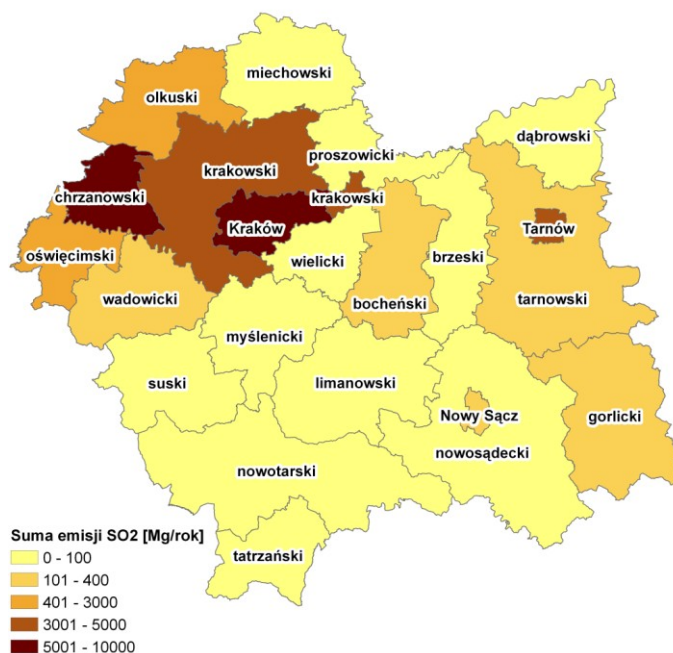 miechowski
olkuski
dąbrowski
proszowicki
krakowski
chrzanowski
krakowski
Kraków
Tarnów
oświęcimski
wielicki
brzeski
wadowicki
bocheński
tarnowski
myślenicki
suski
limanowski
Nowy Sącz
gorlicki
nowosądecki
nowotarski
tatrzański
Suma emisji SO2 [Mg/rok]
0 - 100
101 - 400
401 - 3000
3001 - 5000
5001 - 10000